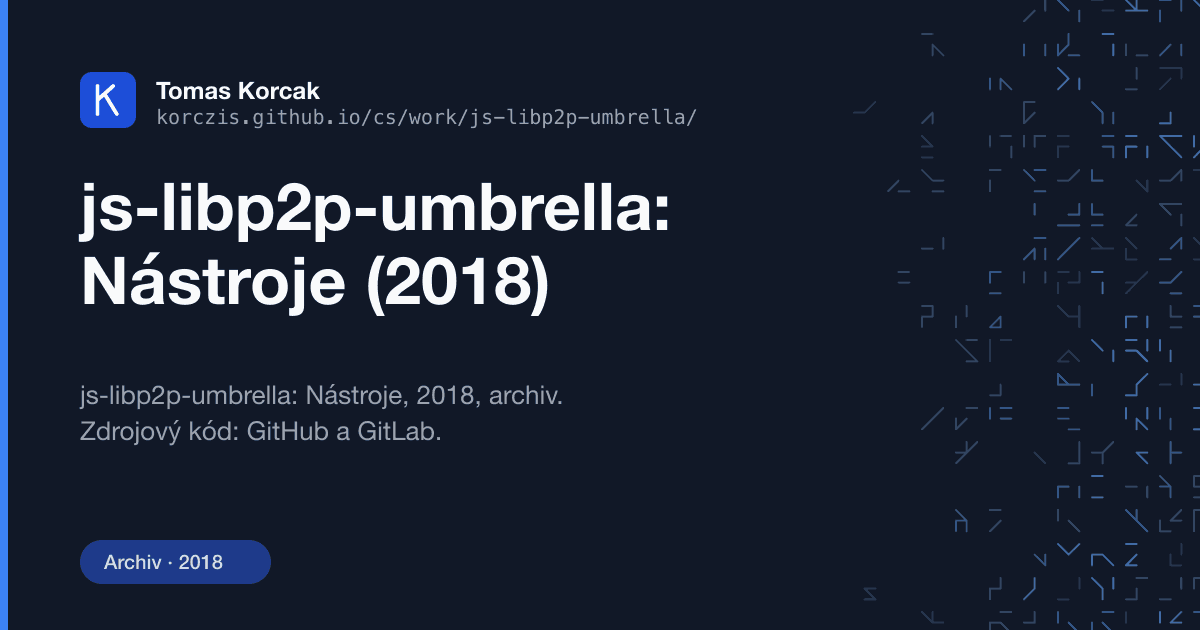 K
Tomas Korcak
korczis.github.io/cs/work/js-libp2p-umbrella/
js-libp2p-umbrella:
Nástroje (2018)
js-libp2p-umbrella: Nástroje, 2018, archiv.
Zdrojový kód: GitHub a GitLab.
Archiv · 2018